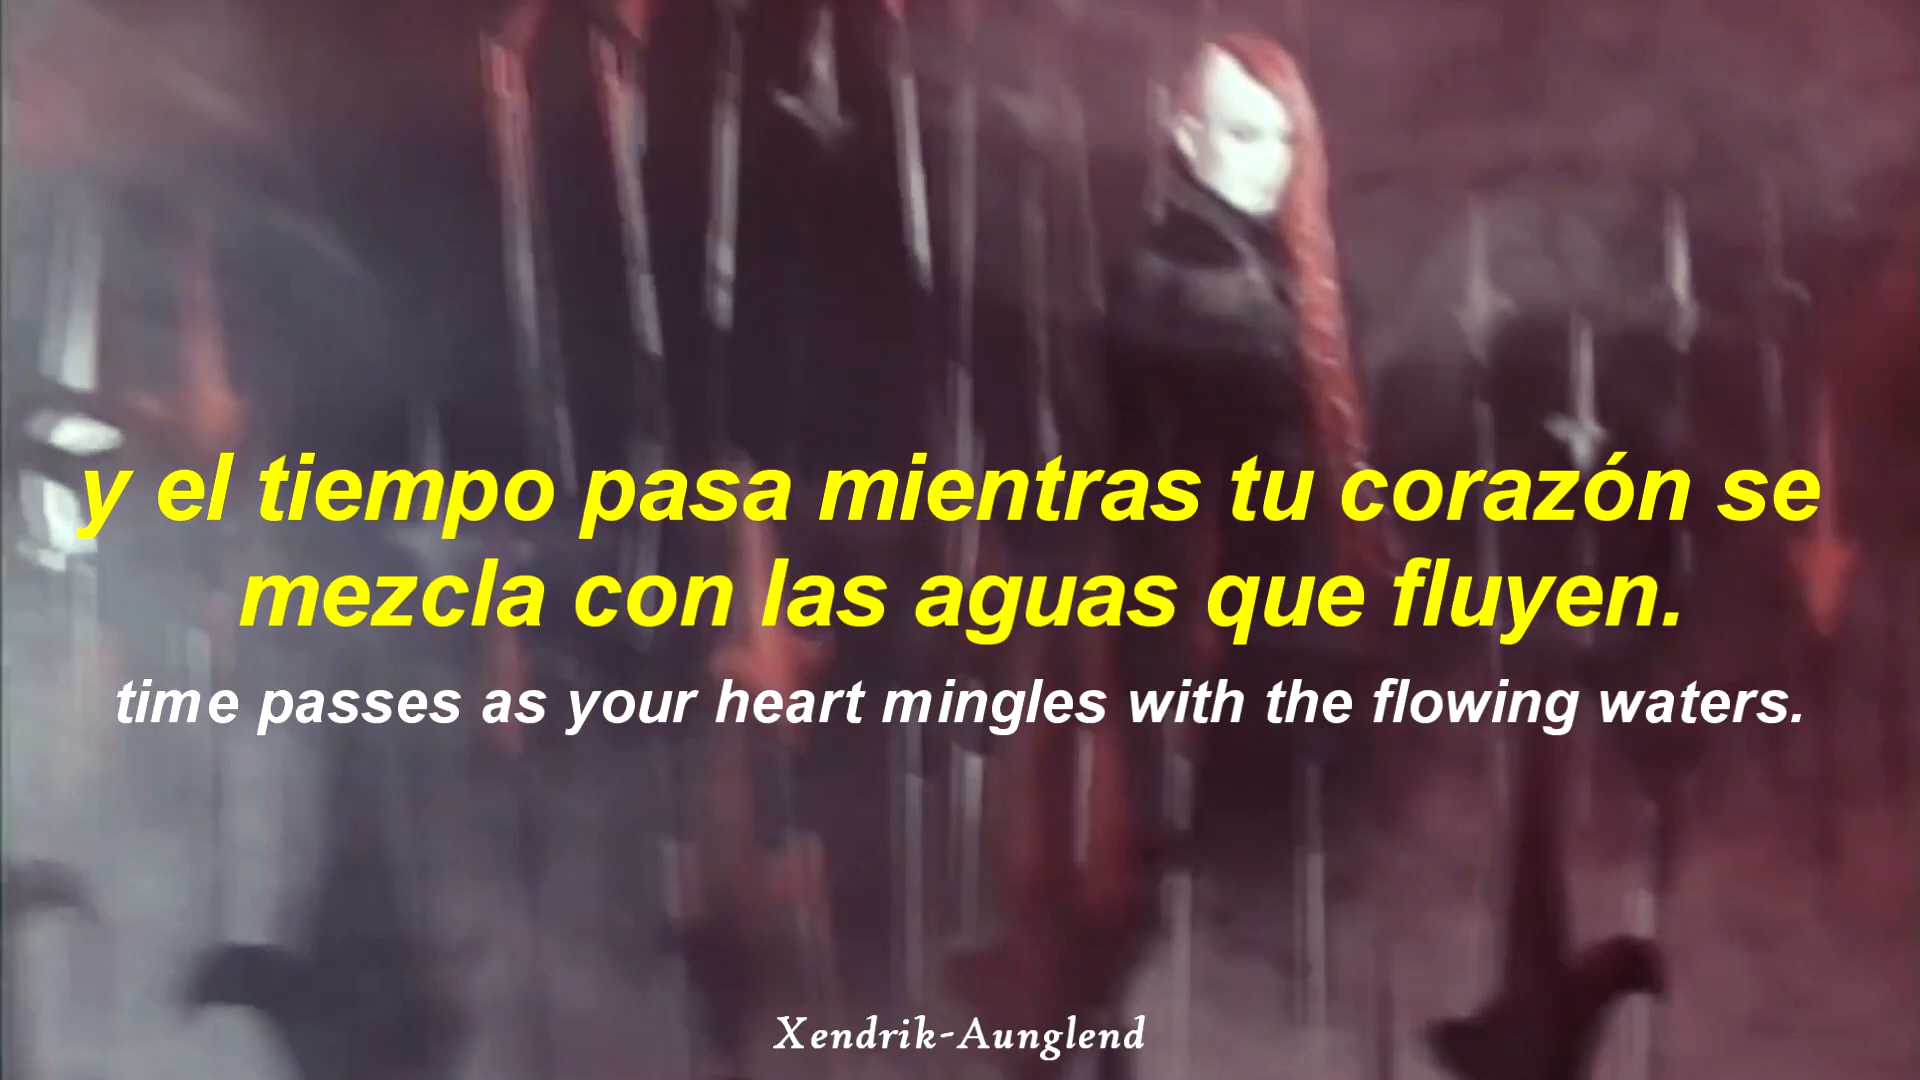 y el tiempo pasa mientras tu corazón se
mezcla con las aguas que fluyen.
time passes as your heart mingles with the flowing waters.
Xendrik-Aunglend